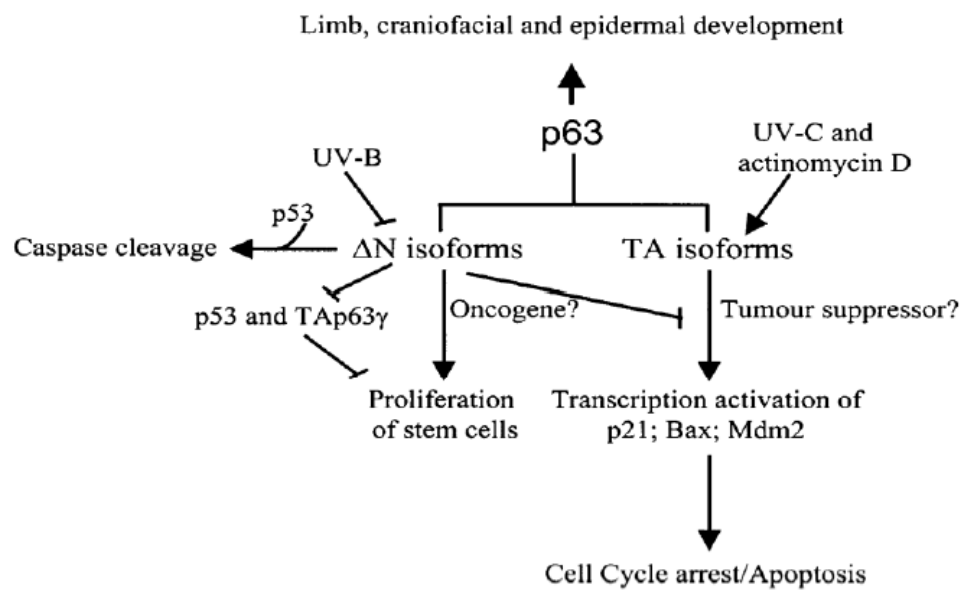 Limb, craniofacial and epidermal development
p63
UV-C and
actinomycin D
UV-B
p53
Caspase cleavage
ΔN isoforms
TA isoforms
p53 and TAp63γ
Oncogene?
Tumour suppressor?
Proliferation
of stem cells
Transcription activation of
p21; Bax; Mdm2
Cell Cycle arrest/Apoptosis